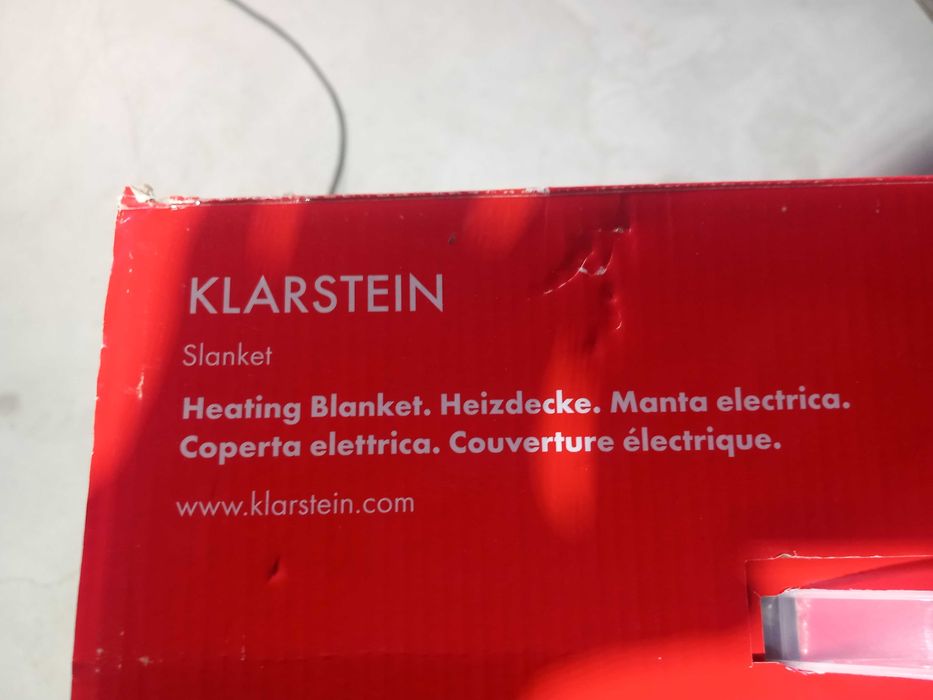 KLARSTEIN
Slanket
Heating Blanket. Heizdecke. Manta electrica.
Coperta elettrica. Couverture électrique.
www.klarstein.com